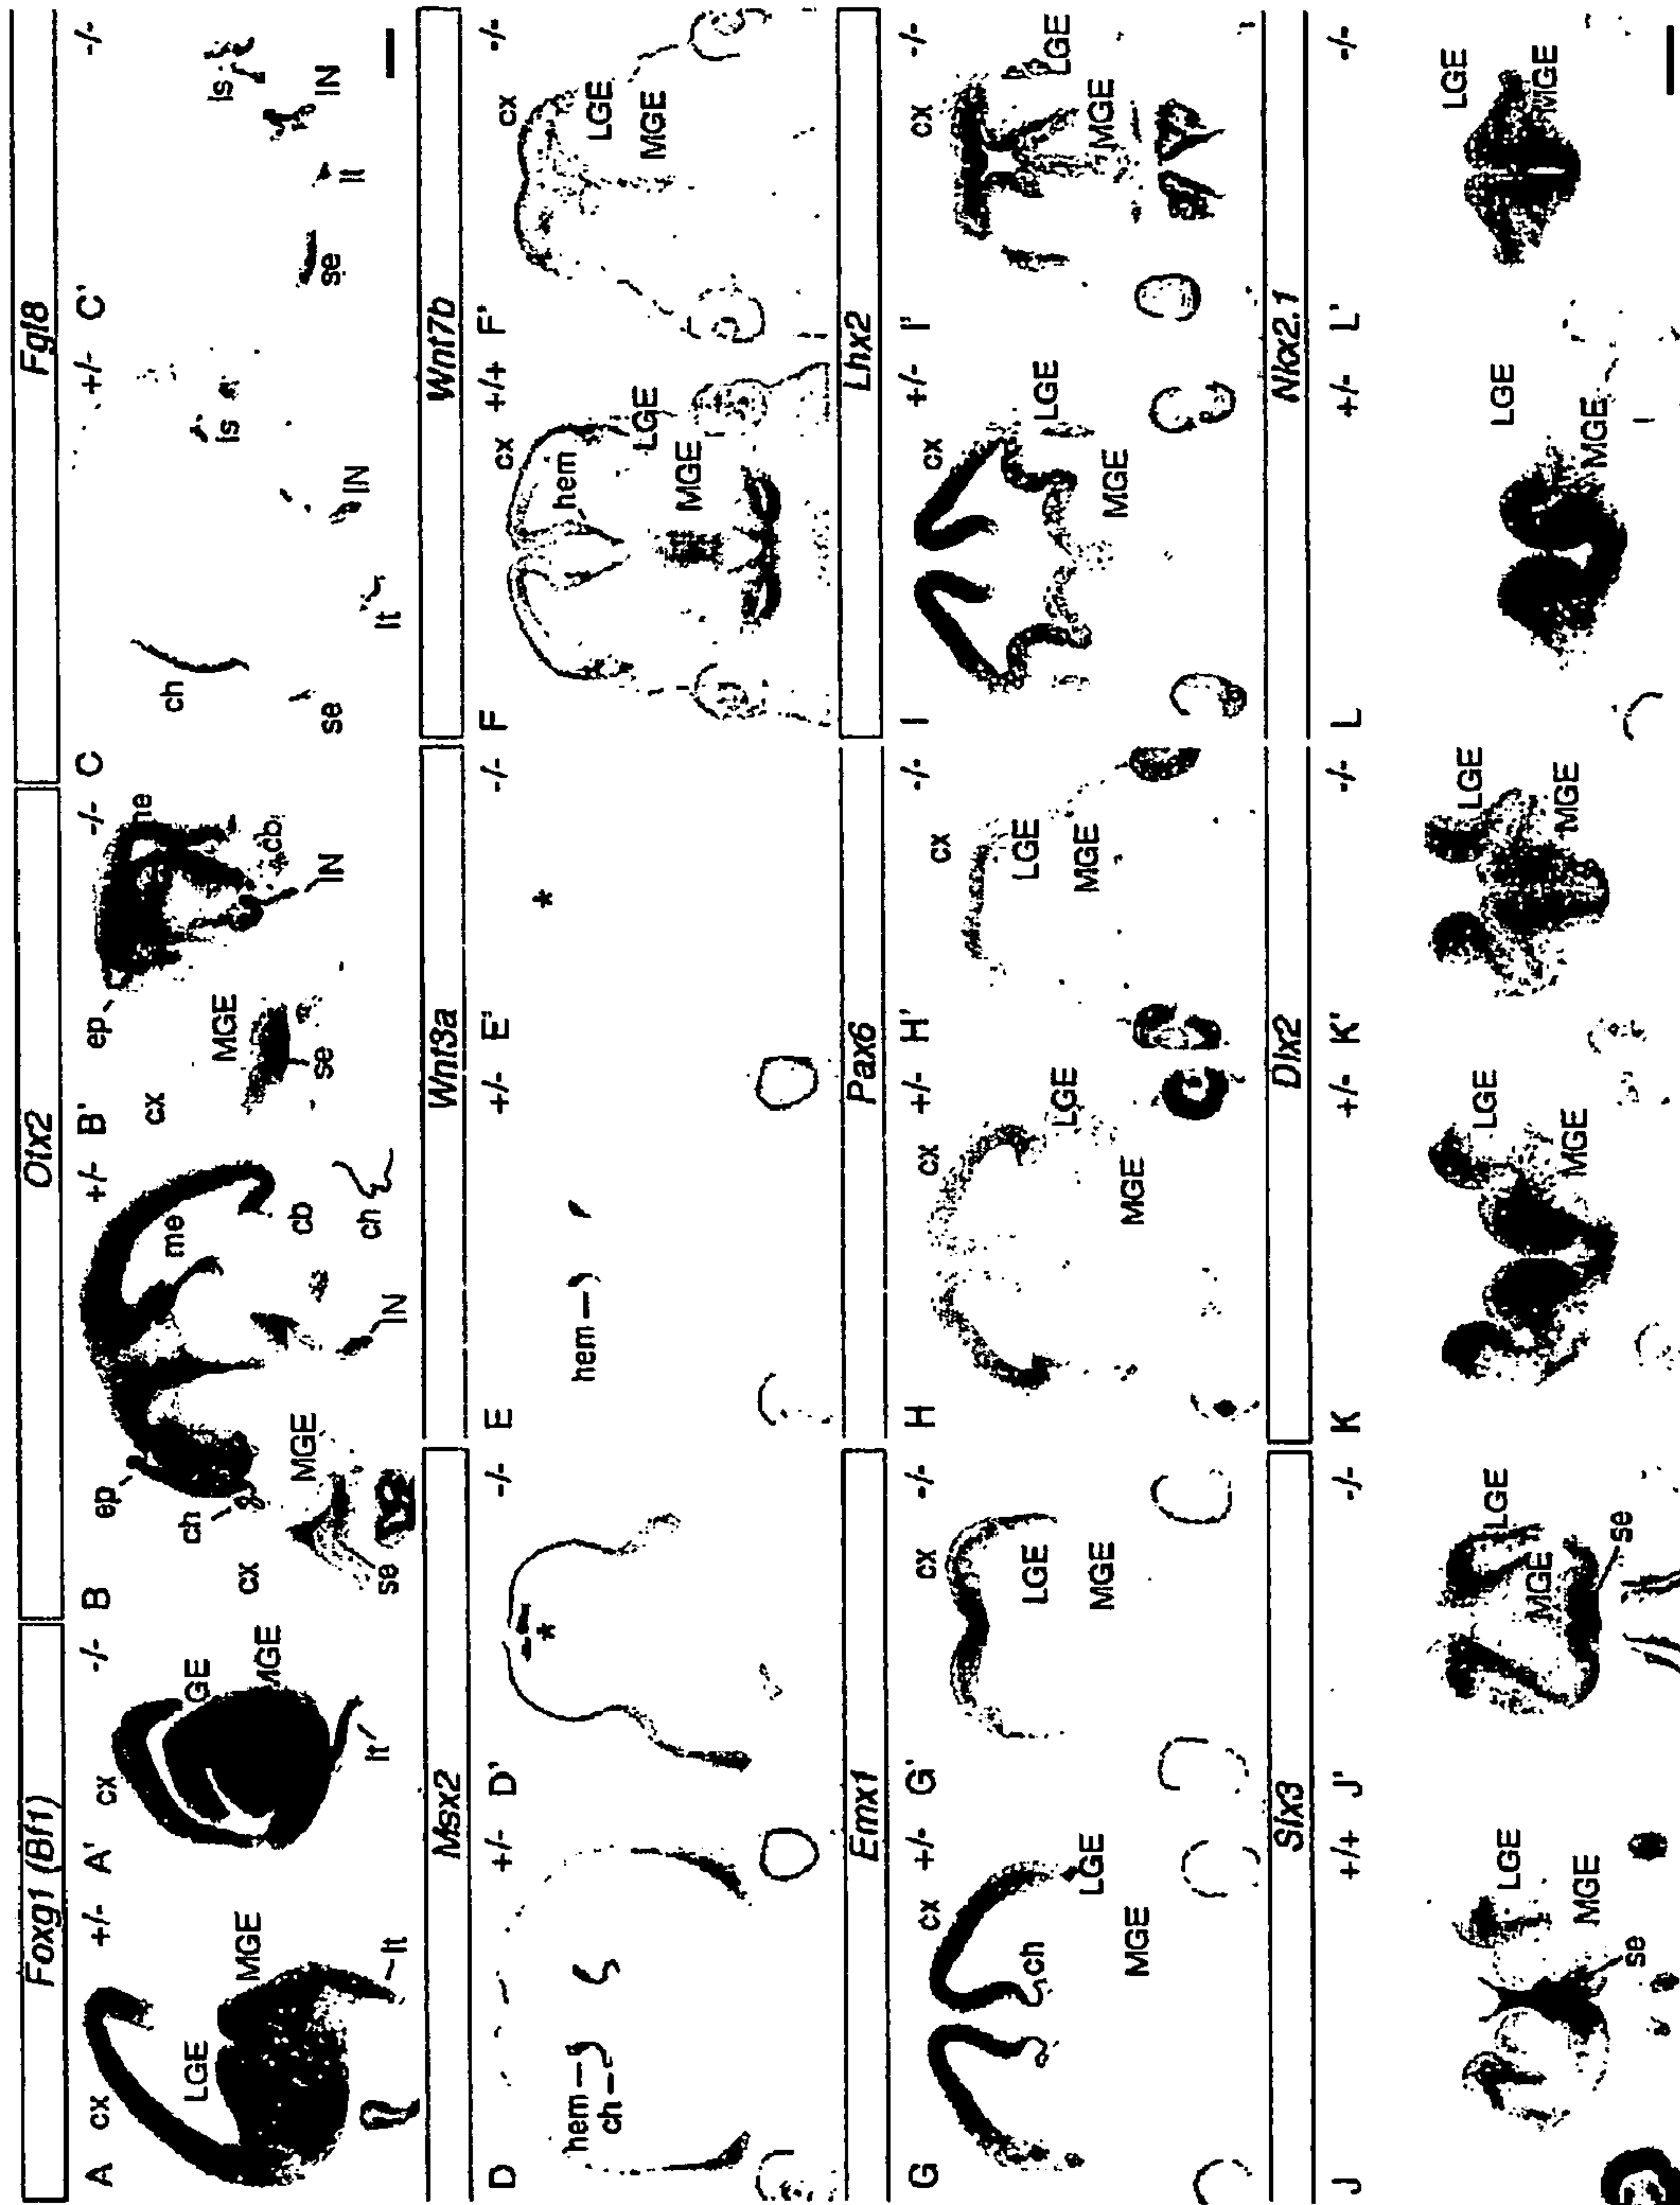 Foxg1 (Bf1)
Otx2
Fgf8
A +/- A' -/- B +/- B' -/- C +/- C' -/-
cx LGE MGE lt
cx GE MGE lt
ep ch cx MGE se me cb ch IN
ep cx MGE se me cb IN
ch se lt IN is
se lt IN is
Msx2
Wnt3a
Wnt7b
D +/- D' -/- E +/- E' -/- F +/+ F' -/-
hem ch
*
hem
*
cx hem LGE MGE
cx LGE MGE
Emx1
Pax6
Lhx2
G +/- G' -/- H +/- H' -/- I +/- I' -/-
cx ch LGE MGE
cx LGE MGE
cx LGE MGE
cx LGE MGE
cx LGE MGE
cx LGE MGE
Six3
Dlx2
Nkx2.1
J +/+ J' -/- K +/- K' -/- L +/- L' -/-
LGE MGE se
LGE MGE se
LGE MGE
LGE MGE
LGE MGE
LGE MGE